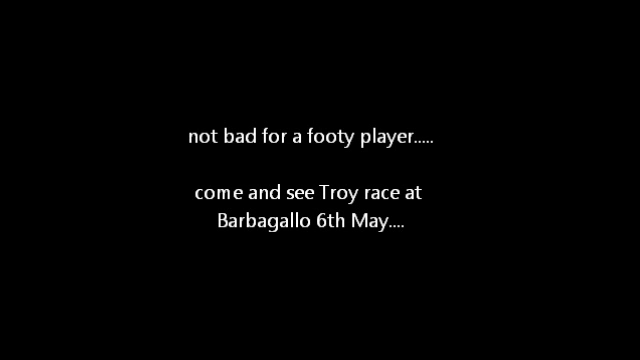 not bad for a footy player.....
come and see Troy race at
Barbagallo 6th May....